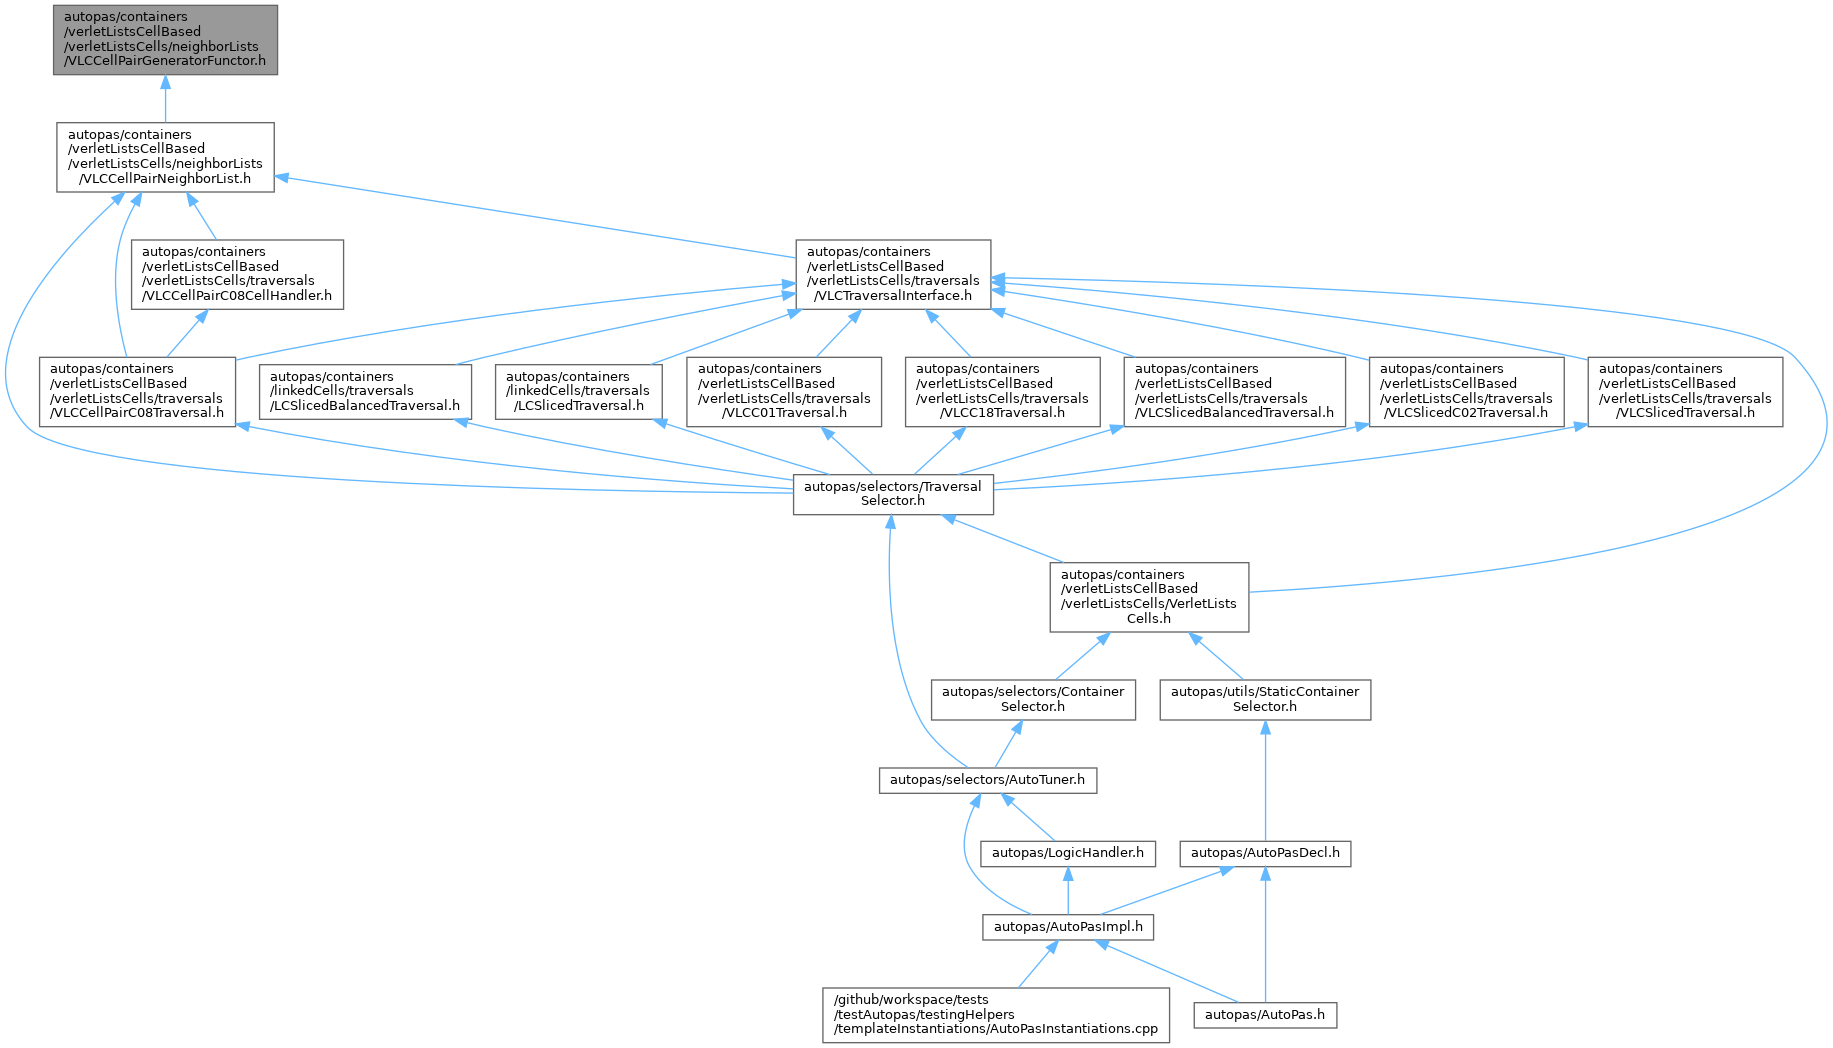 autopas/containers
/verletListsCellBased
/verletListsCells/neighborLists
/VLCCellPairGeneratorFunctor.h
autopas/containers
/verletListsCellBased
/verletListsCells/neighborLists
/VLCCellPairNeighborList.h
autopas/containers
/verletListsCellBased
/verletListsCells/traversals
/VLCCellPairC08CellHandler.h
autopas/containers
/verletListsCellBased
/verletListsCells/traversals
/VLCTraversalInterface.h
autopas/containers
/verletListsCellBased
/verletListsCells/traversals
/VLCCellPairC08Traversal.h
autopas/containers
/linkedCells/traversals
/LCSlicedBalancedTraversal.h
autopas/containers
/linkedCells/traversals
/LCSlicedTraversal.h
autopas/containers
/verletListsCellBased
/verletListsCells/traversals
/VLCC01Traversal.h
autopas/containers
/verletListsCellBased
/verletListsCells/traversals
/VLCC18Traversal.h
autopas/containers
/verletListsCellBased
/verletListsCells/traversals
/VLCSlicedBalancedTraversal.h
autopas/containers
/verletListsCellBased
/verletListsCells/traversals
/VLCSlicedC02Traversal.h
autopas/containers
/verletListsCellBased
/verletListsCells/traversals
/VLCSlicedTraversal.h
autopas/selectors/Traversal
Selector.h
autopas/containers
/verletListsCellBased
/verletListsCells/VerletLists
Cells.h
autopas/selectors/Container
Selector.h
autopas/utils/StaticContainer
Selector.h
autopas/selectors/AutoTuner.h
autopas/LogicHandler.h
autopas/AutoPasDecl.h
autopas/AutoPasImpl.h
/github/workspace/tests
/testAutopas/testingHelpers
/templateInstantiations/AutoPasInstantiations.cpp
autopas/AutoPas.h